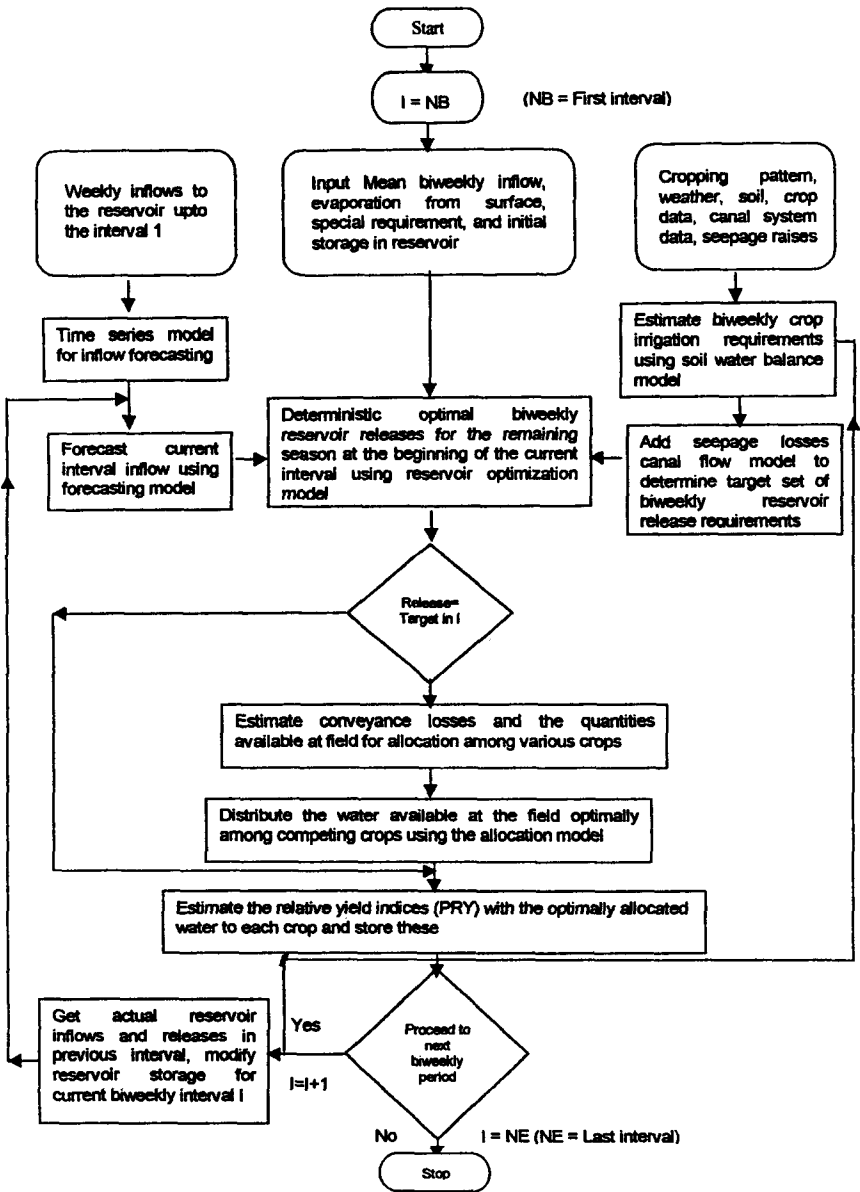 Start
I = NB
(NB = First interval)
Weekly inflows to
the reservoir upto
the interval 1
Input Mean biweekly inflow,
evaporation from surface,
special requirement, and initial
storage in reservoir
Cropping pattern,
weather, soil, crop
data, canal system
data, seepage raises
Time series model
for inflow forecasting
Estimate biweekly crop
irrigation requirements
using soil water balance
model
Forecast current
interval inflow using
forecasting model
Deterministic optimal biweekly
reservoir releases for the remaining
season at the beginning of the current
interval using reservoir optimization
model
Add seepage losses
canal flow model to
determine target set of
biweekly reservoir
release requirements
Release=
Target in I
Estimate conveyance losses and the quantities
available at field for allocation among various crops
Distribute the water available at the field optimally
among competing crops using the allocation model
Estimate the relative yield indices (PRY) with the optimally allocated
water to each crop and store these
Get actual reservoir
inflows and releases in
previous interval, modify
reservoir storage for
current biweekly interval I
Yes
I=I+1
Proceed to
next
biweekly
period
No
I = NE (NE = Last interval)
Stop